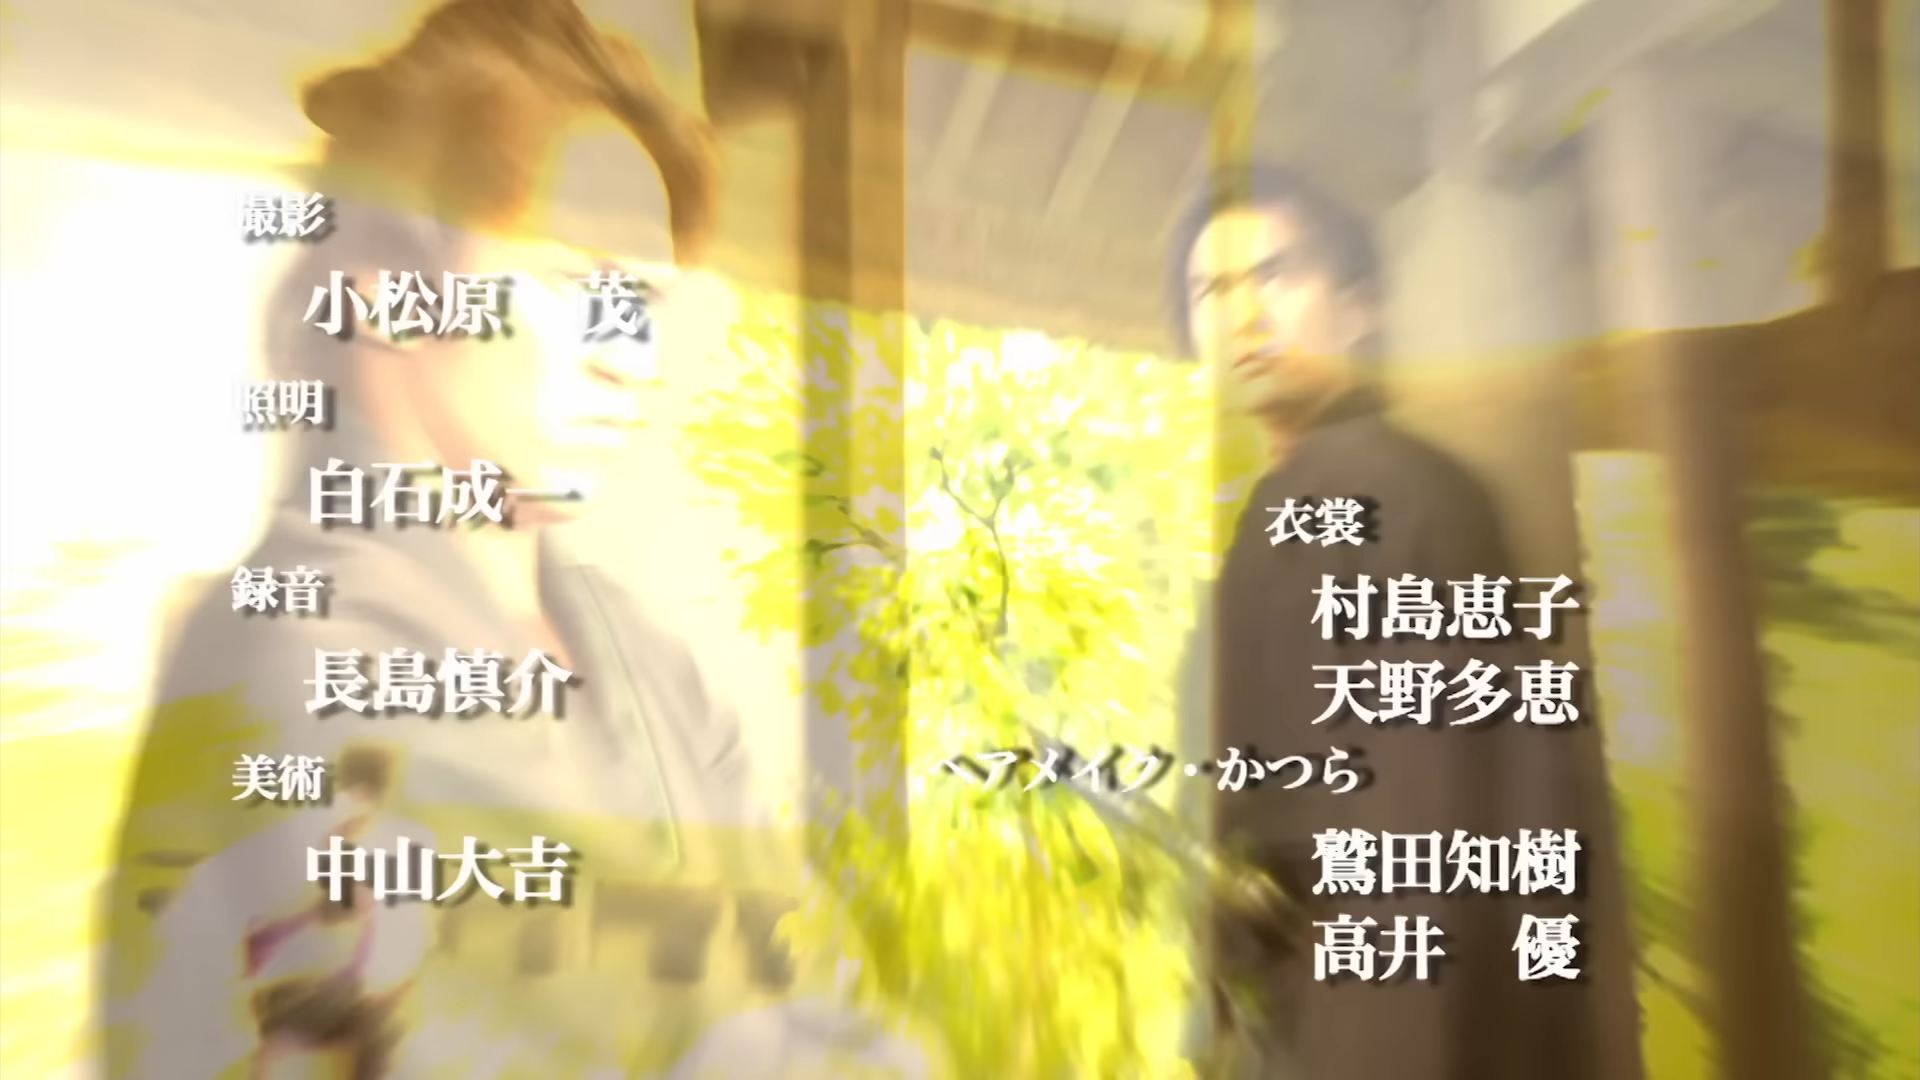 撮影
小松原　茂
照明
白石成一
録音
長島慎介
美術
中山大吉
衣裳
村島恵子
天野多恵
ヘアメイク・かつら
鷲田知樹
高井　優